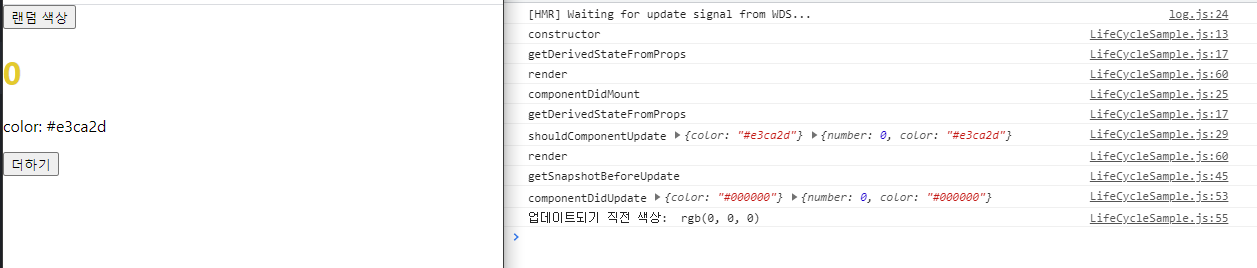 랜덤 색상
0
color: #e3ca2d
더하기
[HMR] Waiting for update signal from WDS... log.js:24
constructor LifeCycleSample.js:13
getDerivedStateFromProps LifeCycleSample.js:17
render LifeCycleSample.js:60
componentDidMount LifeCycleSample.js:25
getDerivedStateFromProps LifeCycleSample.js:17
shouldComponentUpdate ▶{color: "#e3ca2d"} ▶{number: 0, color: "#e3ca2d"} LifeCycleSample.js:29
render LifeCycleSample.js:60
getSnapshotBeforeUpdate LifeCycleSample.js:45
componentDidUpdate ▶{color: "#000000"} ▶{number: 0, color: "#000000"} LifeCycleSample.js:53
업데이트되기 직전 색상: rgb(0, 0, 0) LifeCycleSample.js:55